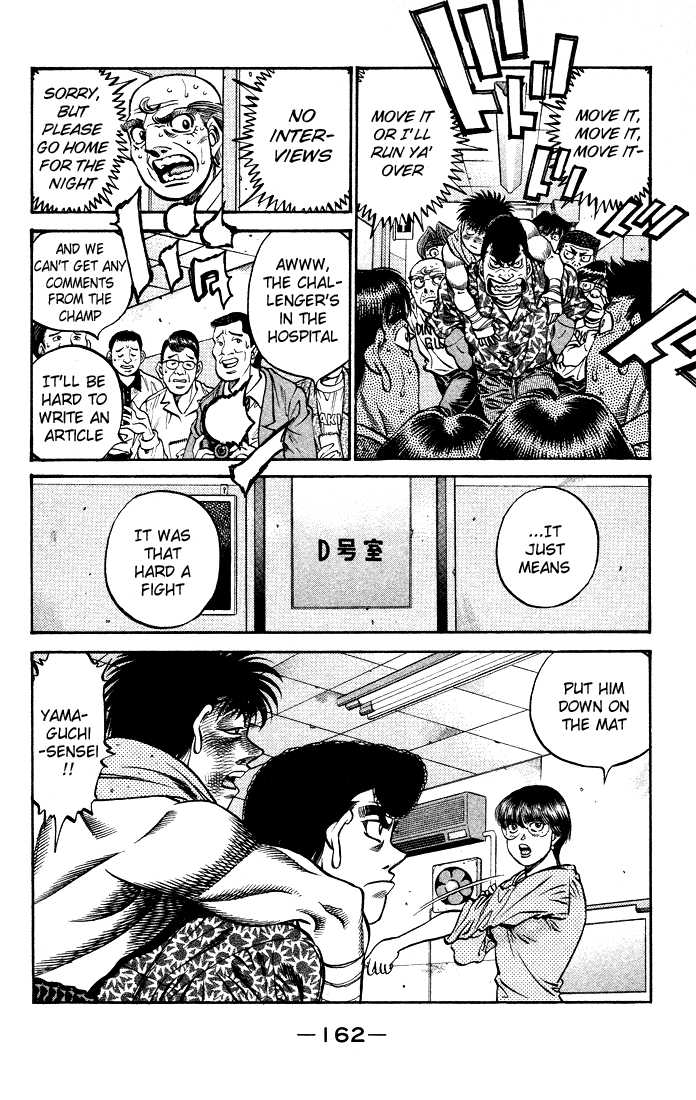 MOVE IT,
MOVE IT,
MOVE IT-
MOVE IT
OR I'LL
RUN YA'
OVER
NO
INTER-
VIEWS
SORRY,
BUT
PLEASE
GO HOME
FOR THE
NIGHT
AWWW,
THE CHAL-
LENGER'S
IN THE
HOSPITAL
AND WE
CAN'T GET ANY
COMMENTS
FROM THE
CHAMP
IT'LL BE
HARD TO
WRITE AN
ARTICLE
...IT
JUST
MEANS
D号室
IT WAS
THAT
HARD A
FIGHT
PUT HIM
DOWN ON
THE MAT
YAMA-
GUCHI
-SENSEI
!!
—162—